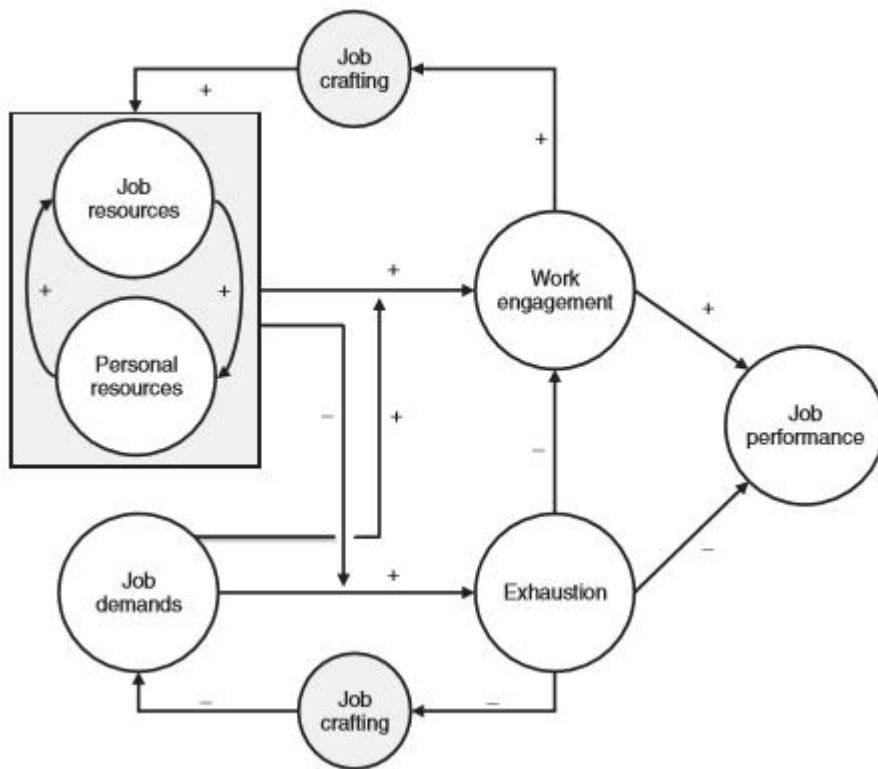 Job
crafting
+
+
Job
resources
+
+
+
Work
engagement
+
Personal
resources
–
+
Job
performance
–
Job
demands
+
Exhaustion
–
Job
crafting
–
–